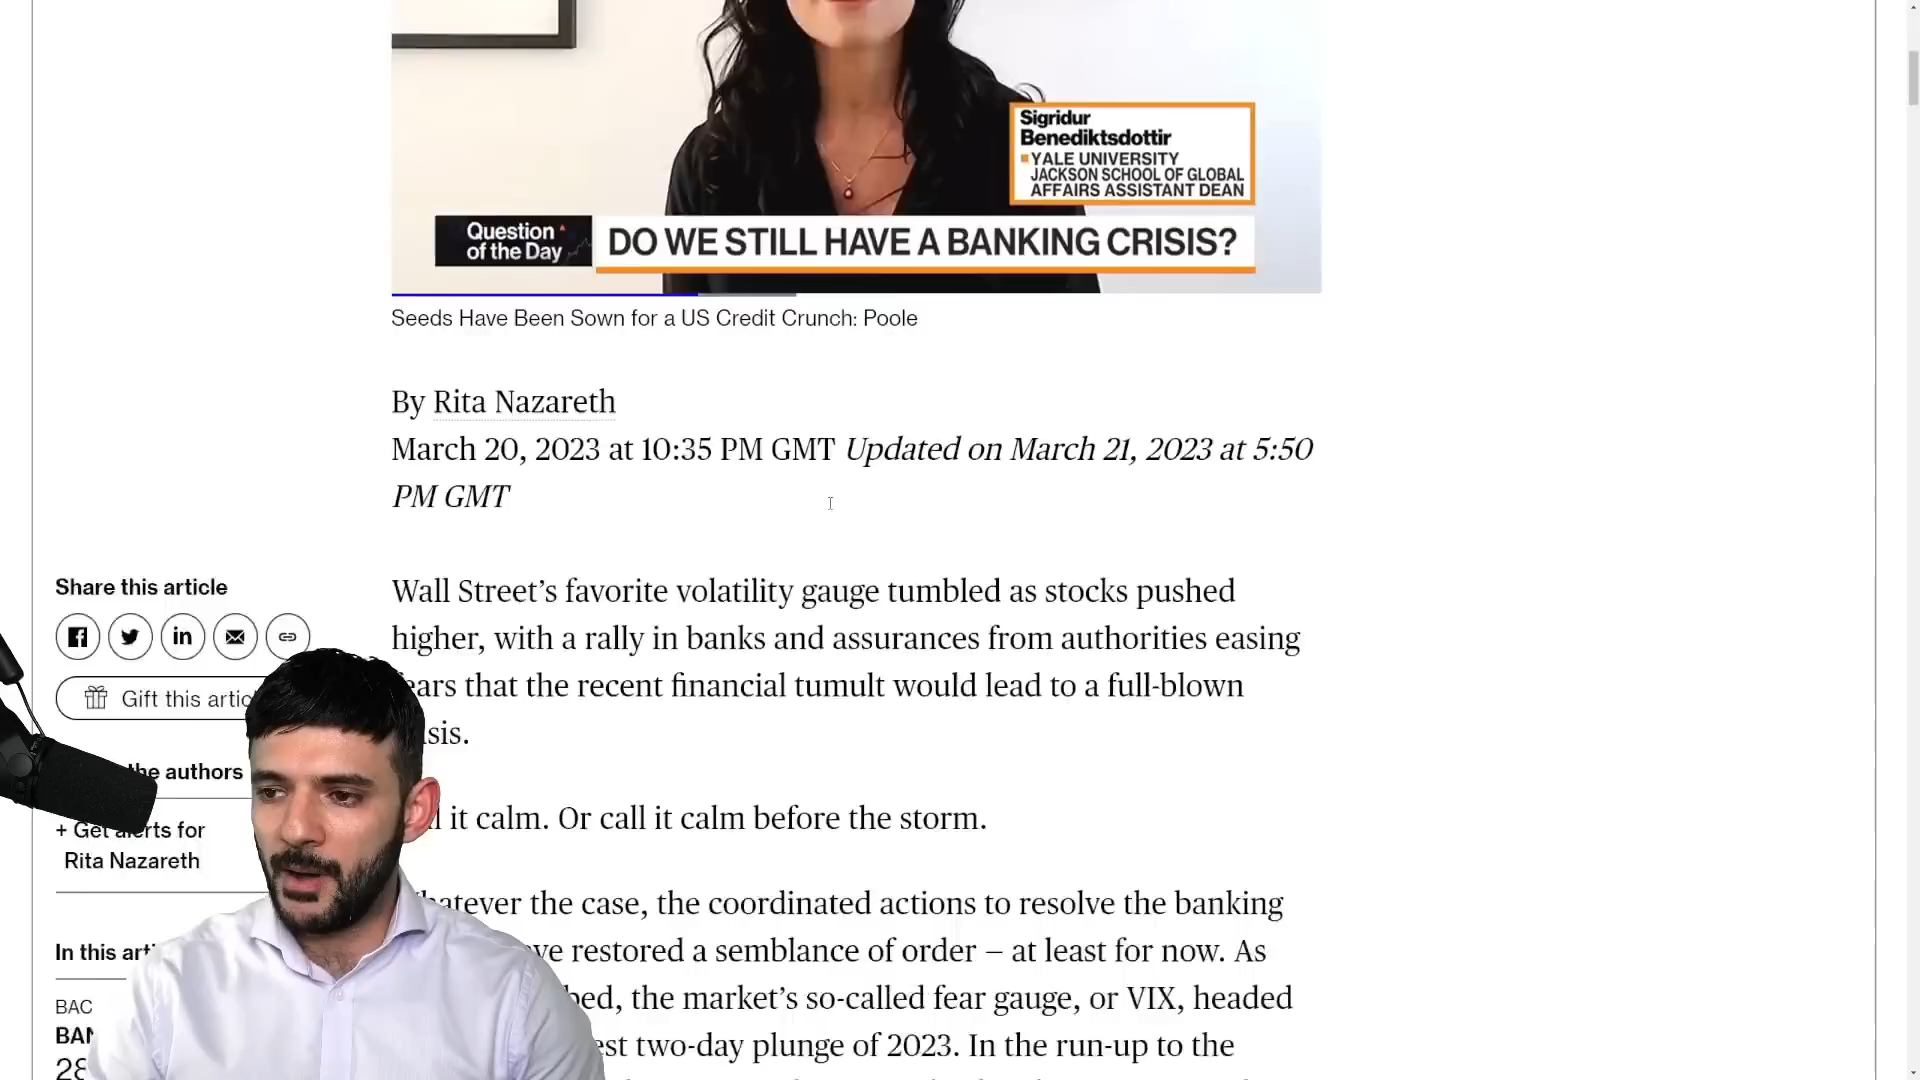 Sigridur
Benediktsdottir
YALE UNIVERSITY
JACKSON SCHOOL OF GLOBAL
AFFAIRS ASSISTANT DEAN
Question
of the Day
DO WE STILL HAVE A BANKING CRISIS?
Seeds Have Been Sown for a US Credit Crunch: Poole
By Rita Nazareth
March 20, 2023 at 10:35 PM GMT Updated on March 21, 2023 at 5:50
PM GMT
Share this article
Gift this artic
Wall Street’s favorite volatility gauge tumbled as stocks pushed
higher, with a rally in banks and assurances from authorities easing
ears that the recent financial tumult would lead to a full-blown
sis.
the authors
+ Get alerts for
Rita Nazareth
l it calm. Or call it calm before the storm.
In this arti
BAC
BAN
28
hatever the case, the coordinated actions to resolve the banking
ve restored a semblance of order – at least for now. As
bed, the market’s so-called fear gauge, or VIX, headed
est two-day plunge of 2023. In the run-up to the